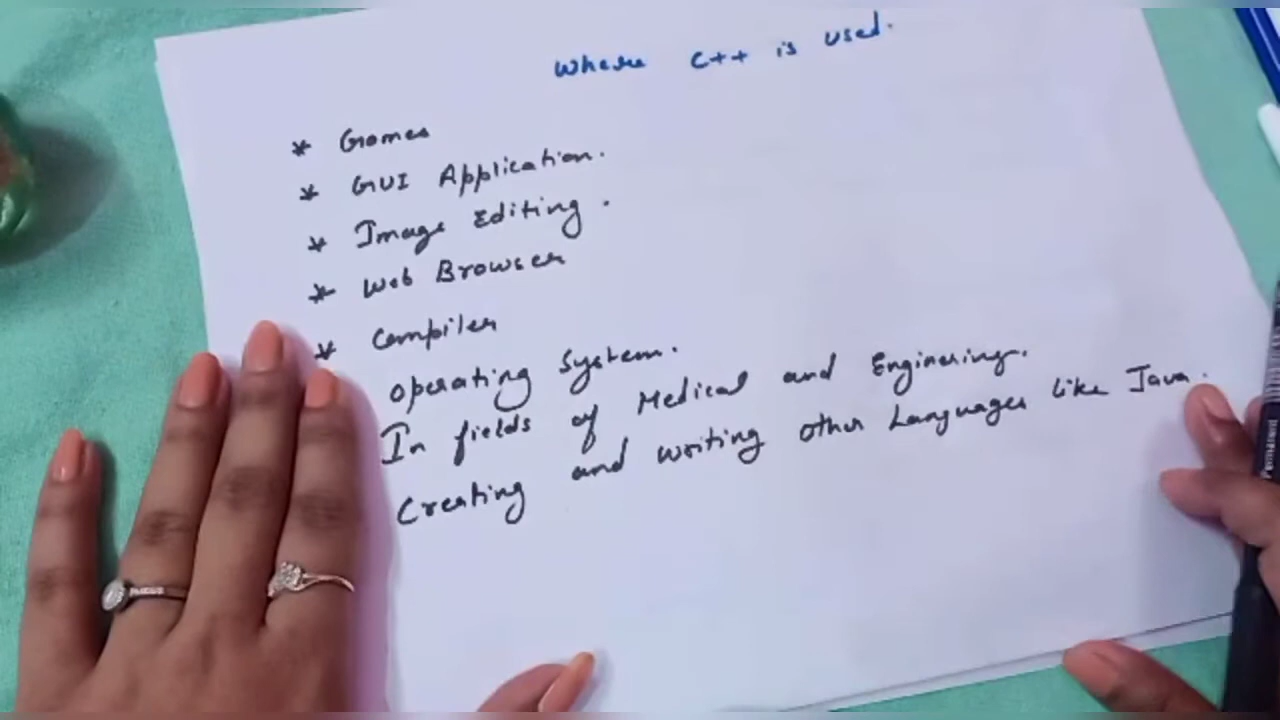 Where C++ is used.
* Games
* GUI Application.
* Image Editing.
* Web Browser
* Compiler
Operating System.
In fields of Medical and Enginering.
Creating and writing other Languages like Java.